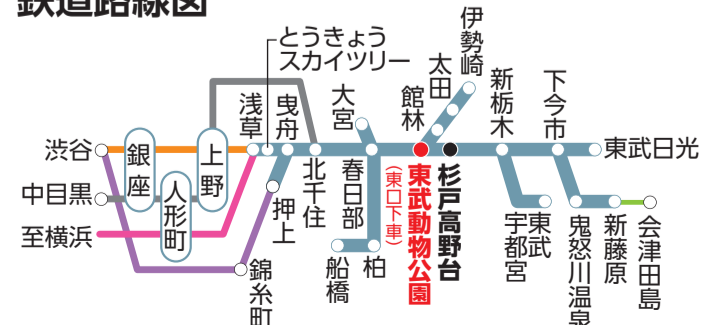 鉄道路線図
とうきょう
スカイツリー
伊勢崎
太田
館林
新栃木
下今市
大宮
浅草
曳舟
渋谷
銀座
上野
東武日光
中目黒
人形町
至横浜
押上
北千住
春日部
東武動物公園
(東口下車)
杉戸高野台
東武
宇都宮
鬼怒川温泉
新藤原
会津田島
船橋
柏
錦糸町